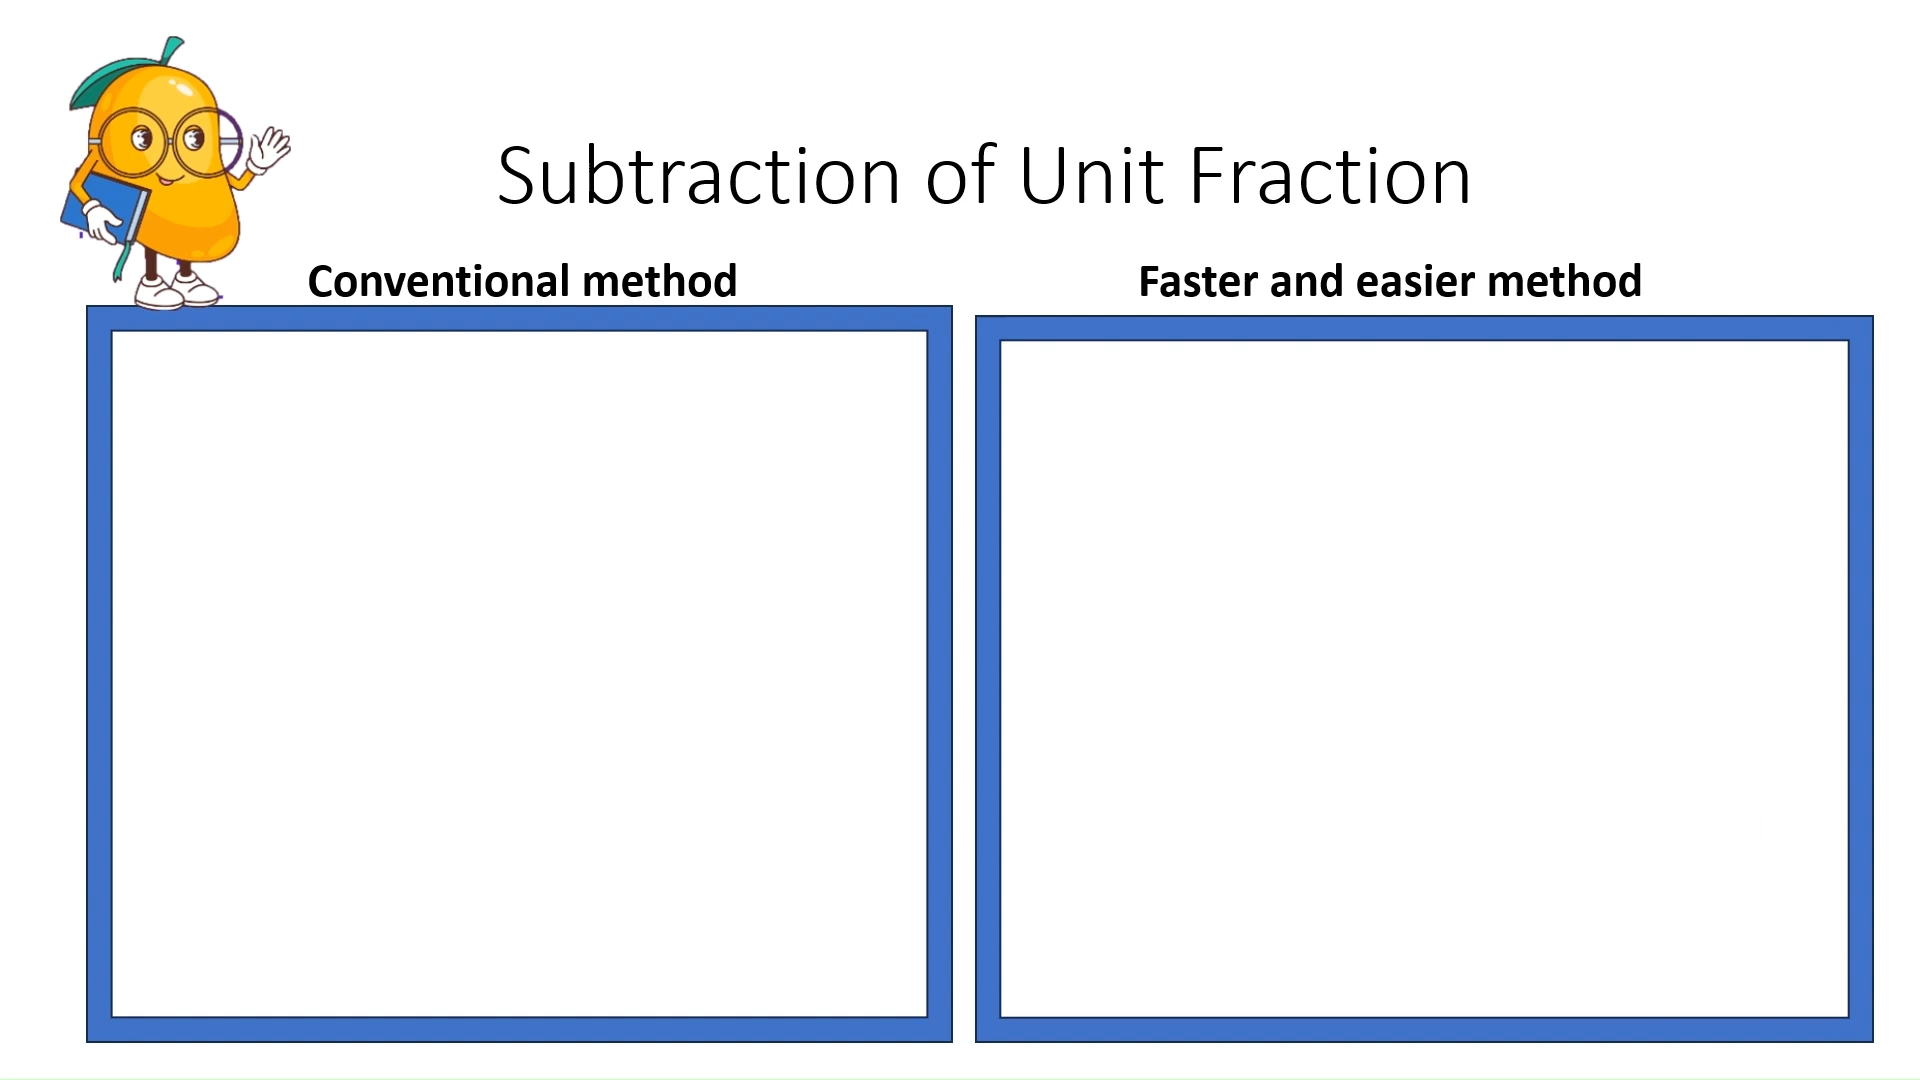 Subtraction of Unit Fraction
Conventional method
Faster and easier method